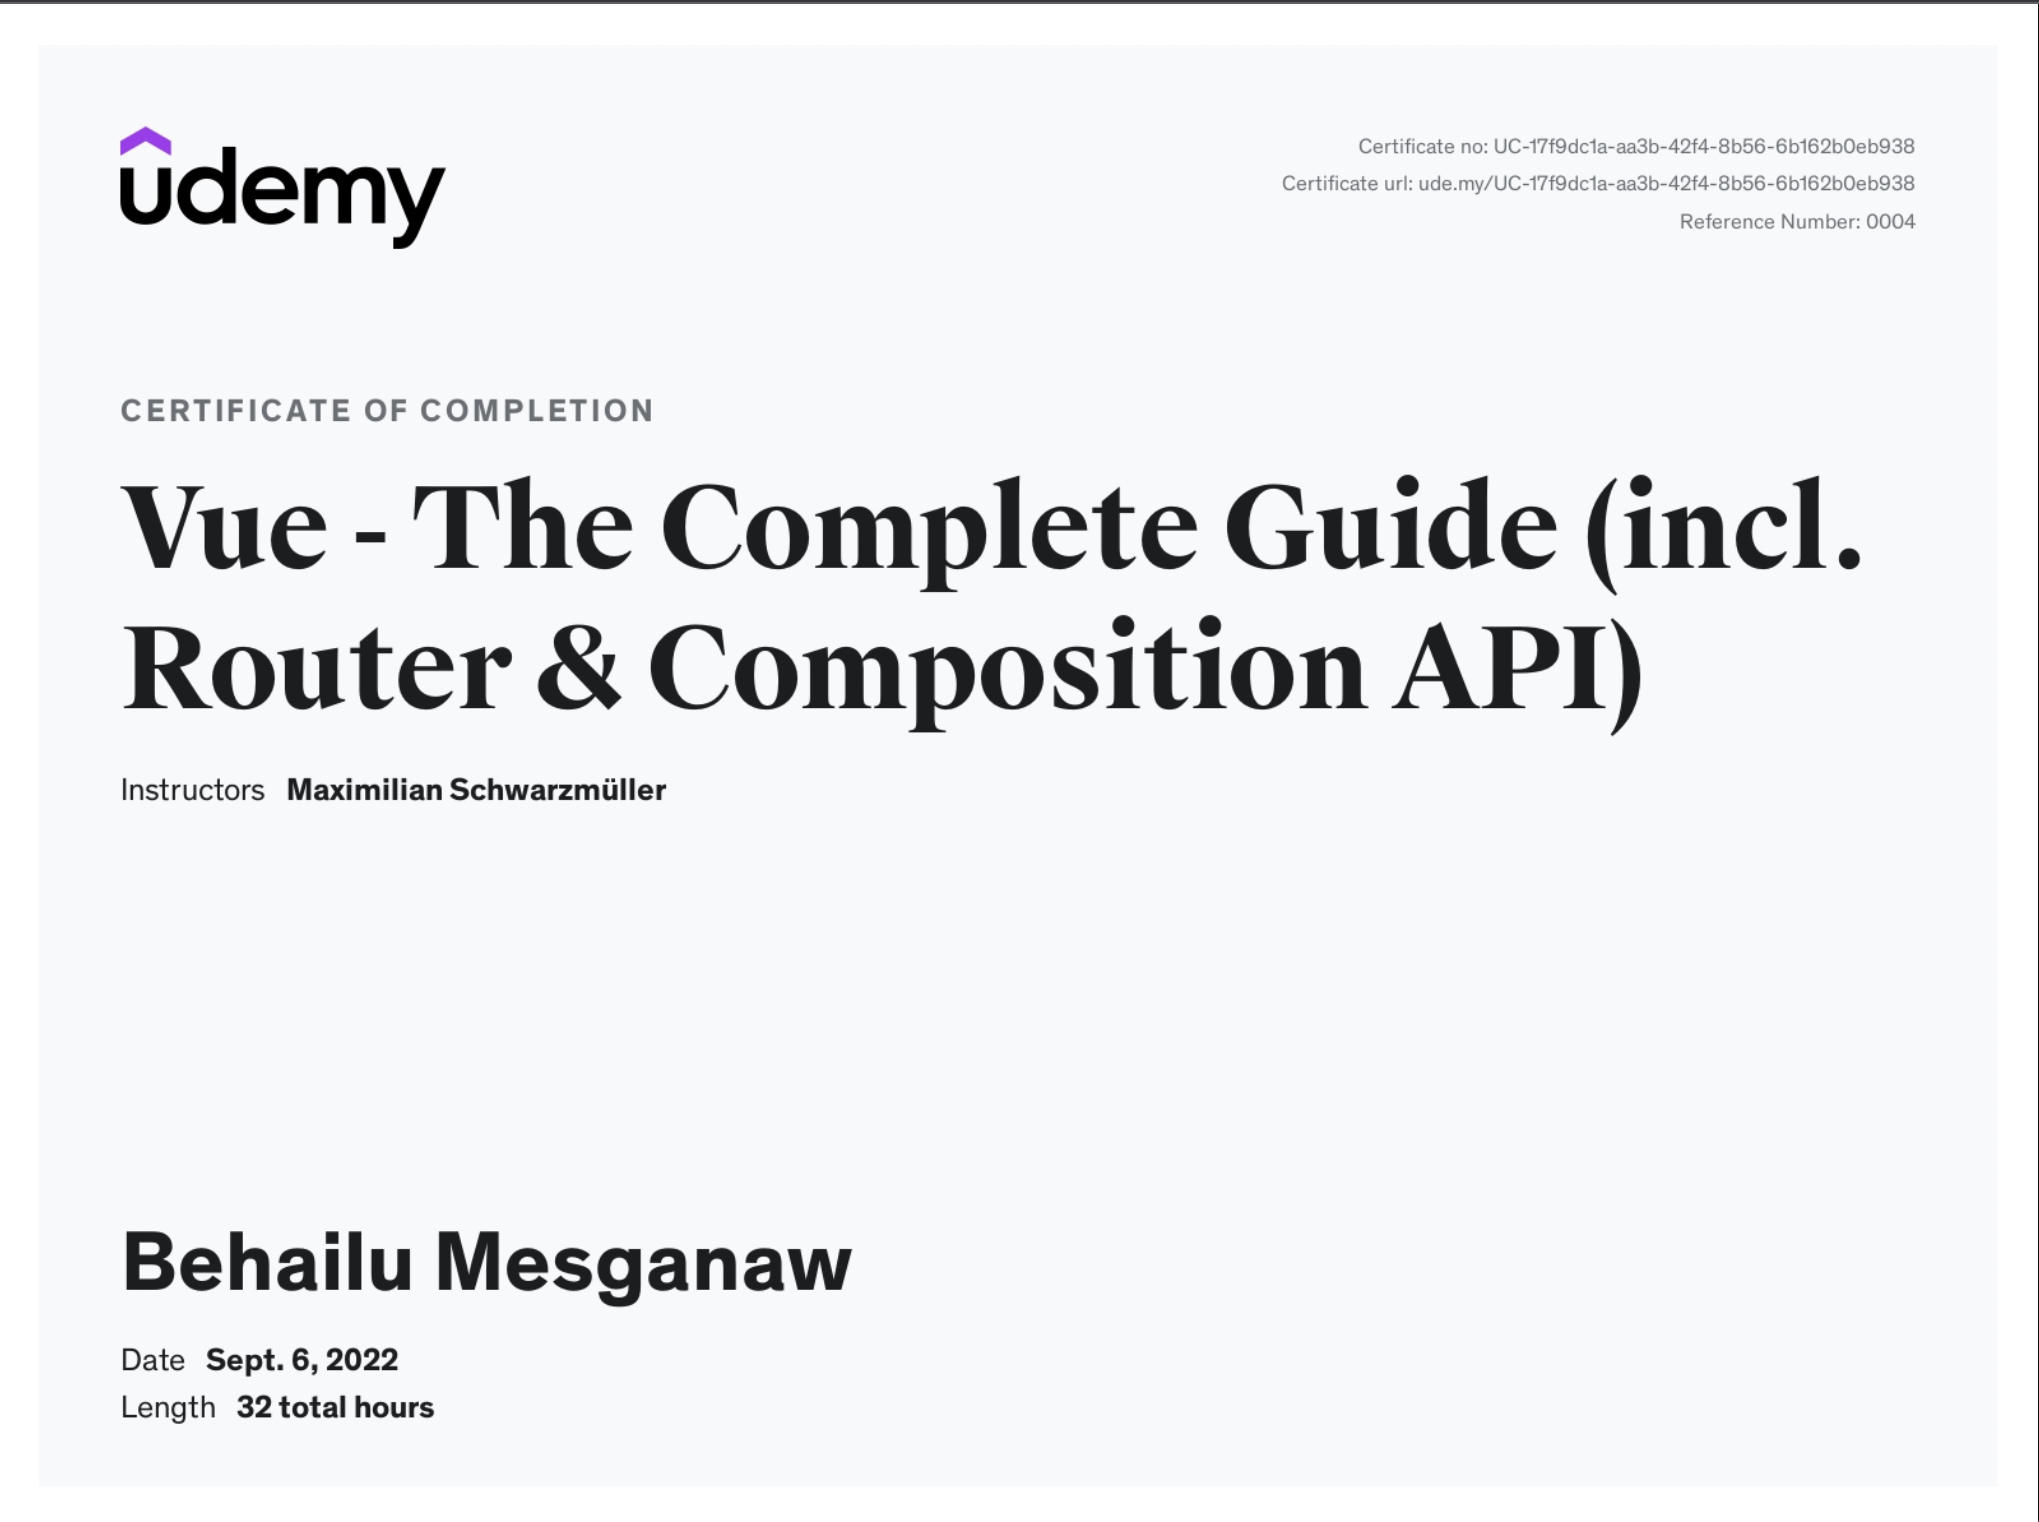 udemy
Certificate no: UC-17f9dc1a-aa3b-42f4-8b56-6b162b0eb938
Certificate url: ude.my/UC-17f9dc1a-aa3b-42f4-8b56-6b162b0eb938
Reference Number: 0004
CERTIFICATE OF COMPLETION
Vue - The Complete Guide (incl.
Router & Composition API)
Instructors Maximilian Schwarzmüller
Behailu Mesganaw
Date Sept. 6, 2022
Length 32 total hours